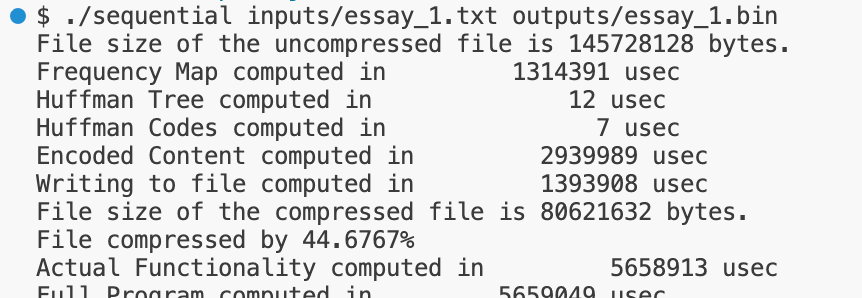 $ ./sequential inputs/essay_1.txt outputs/essay_1.bin
File size of the uncompressed file is 145728128 bytes.
Frequency Map computed in 1314391 usec
Huffman Tree computed in 12 usec
Huffman Codes computed in 7 usec
Encoded Content computed in 2939989 usec
Writing to file computed in 1393908 usec
File size of the compressed file is 80621632 bytes.
File compressed by 44.6767%
Actual Functionality computed in 5658913 usec
Full Program computed in 5659049 usec